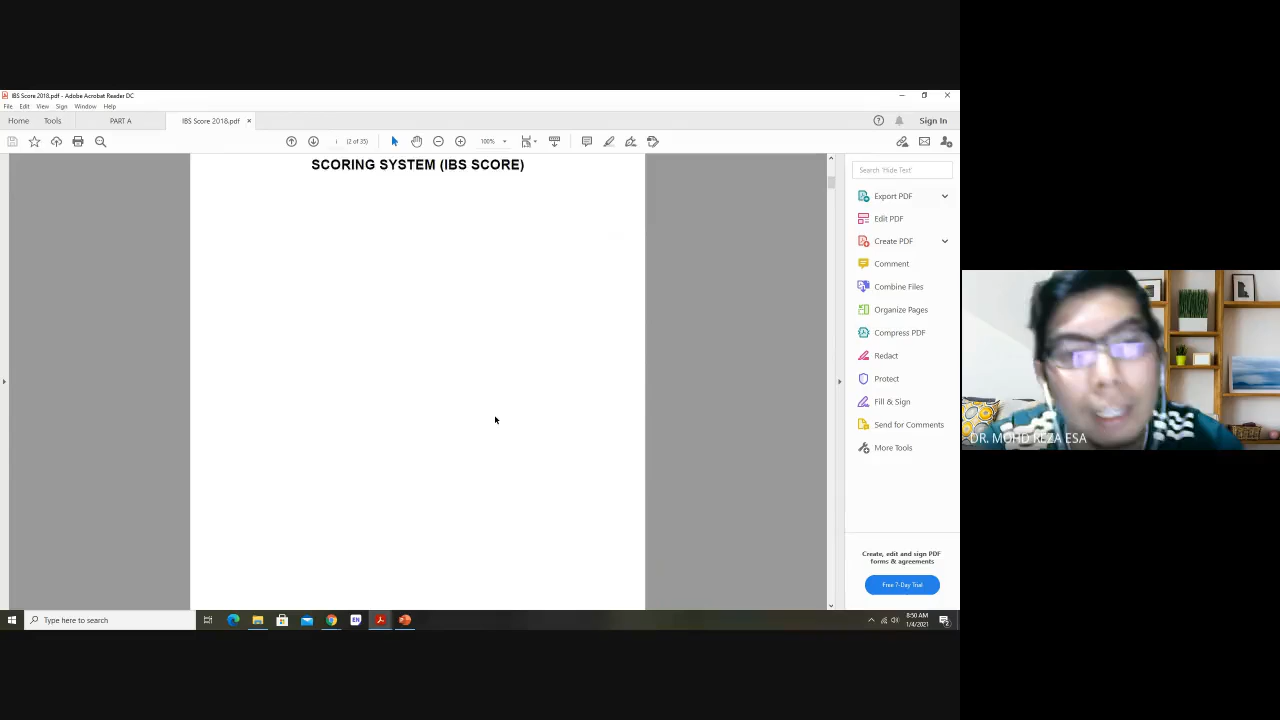 IBS Score 2018.pdf - Adobe Acrobat Reader DC
File Edit View Sign Window Help
Home Tools PART A IBS Score 2018.pdf × Sign In
i (2 of 35) 100%
SCORING SYSTEM (IBS SCORE)
Search 'Hide Text'
Export PDF
Edit PDF
Create PDF
Comment
Combine Files
Organize Pages
Compress PDF
Redact
Protect
Fill & Sign
Send for Comments
More Tools
Create, edit and sign PDF
forms & agreements
Free 7-Day Trial
DR. MOHD REZA ESA
Type here to search
EN
8:50 AM
1/4/2021